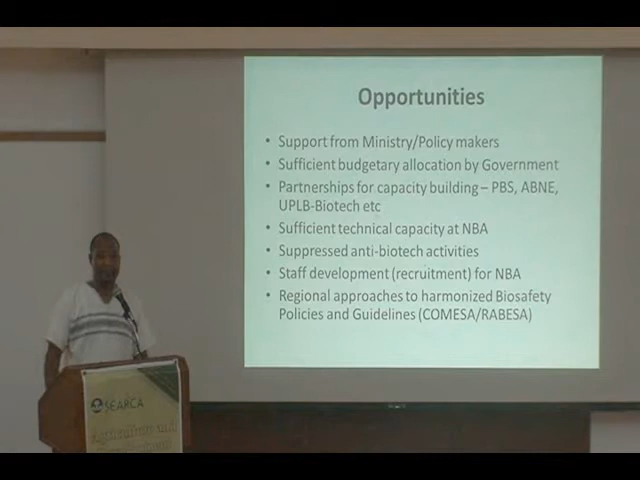 Opportunities
• Support from Ministry/Policy makers
• Sufficient budgetary allocation by Government
• Partnerships for capacity building – PBS, ABNE,
UPLB-Biotech etc
• Sufficient technical capacity at NBA
• Suppressed anti-biotech activities
• Staff development (recruitment) for NBA
• Regional approaches to harmonized Biosafety
Policies and Guidelines (COMESA/RABESA)
SEARCA